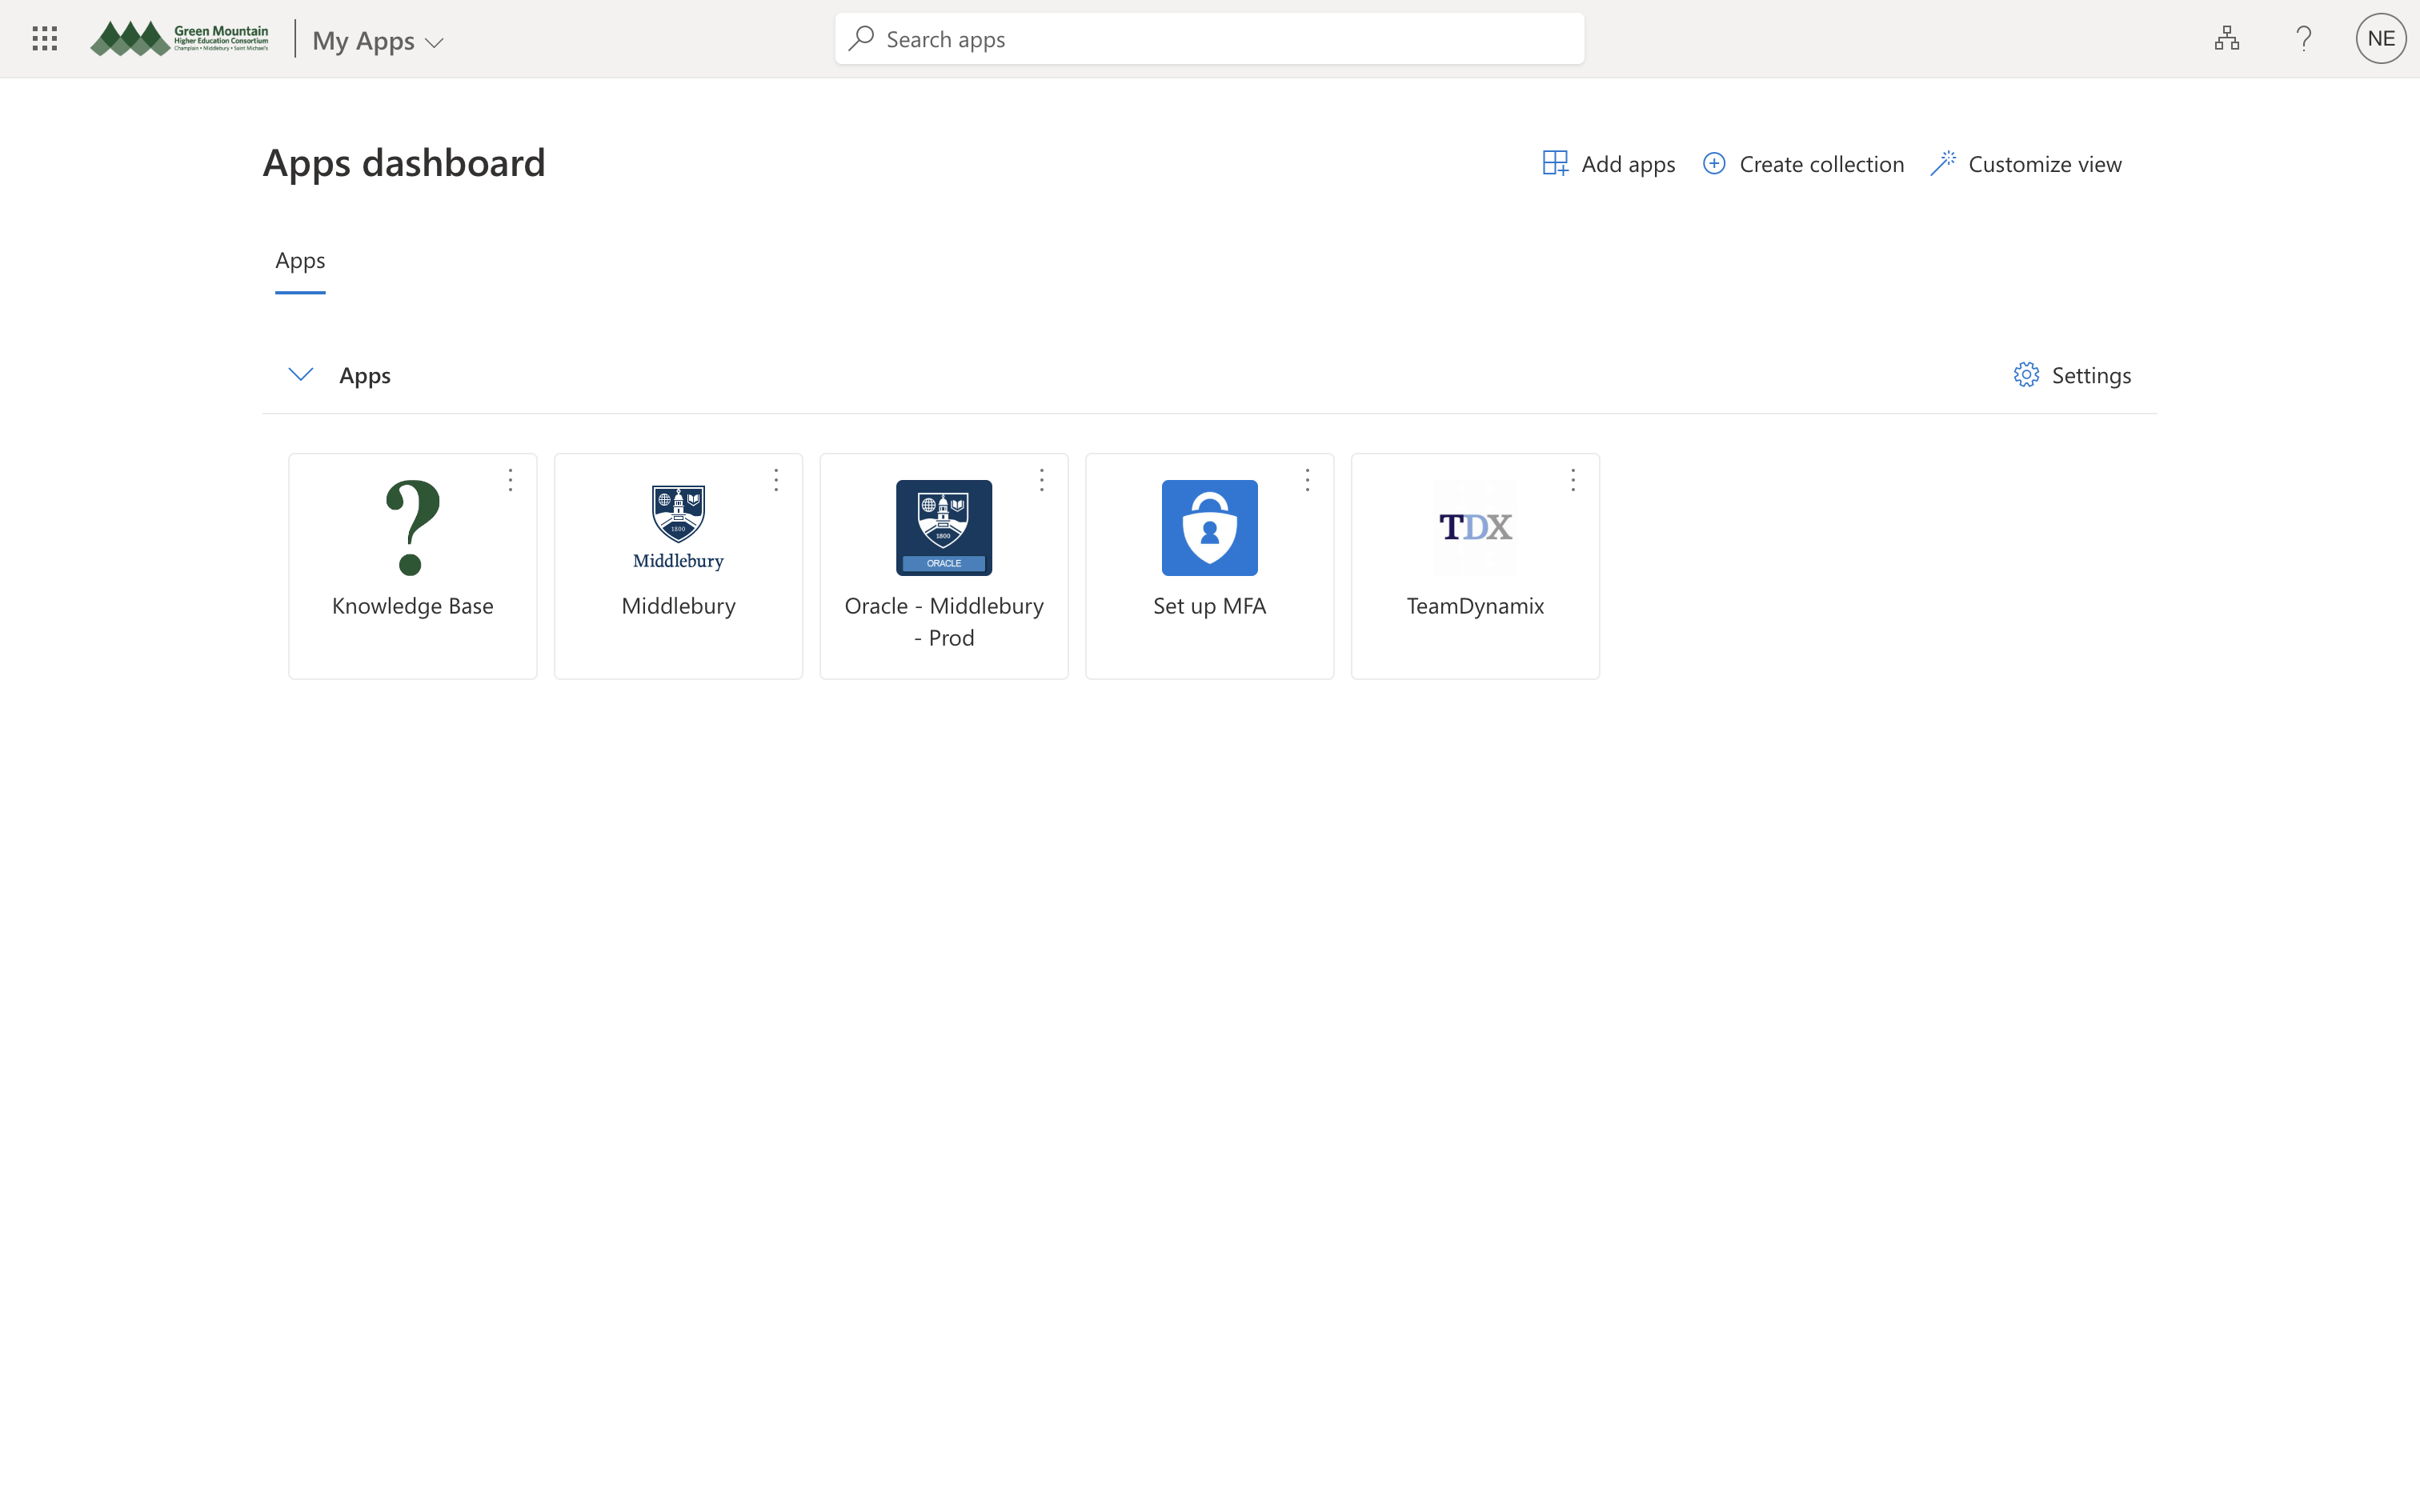 Green Mountain
Higher Education Consortium
Champlain • Middlebury • Saint Michael's
My Apps
Search apps
NE
Apps dashboard
Add apps
Create collection
Customize view
Apps
Apps
Settings
1800
Middlebury
1800
ORACLE
TDX
Knowledge Base
Middlebury
Oracle - Middlebury
- Prod
Set up MFA
TeamDynamix